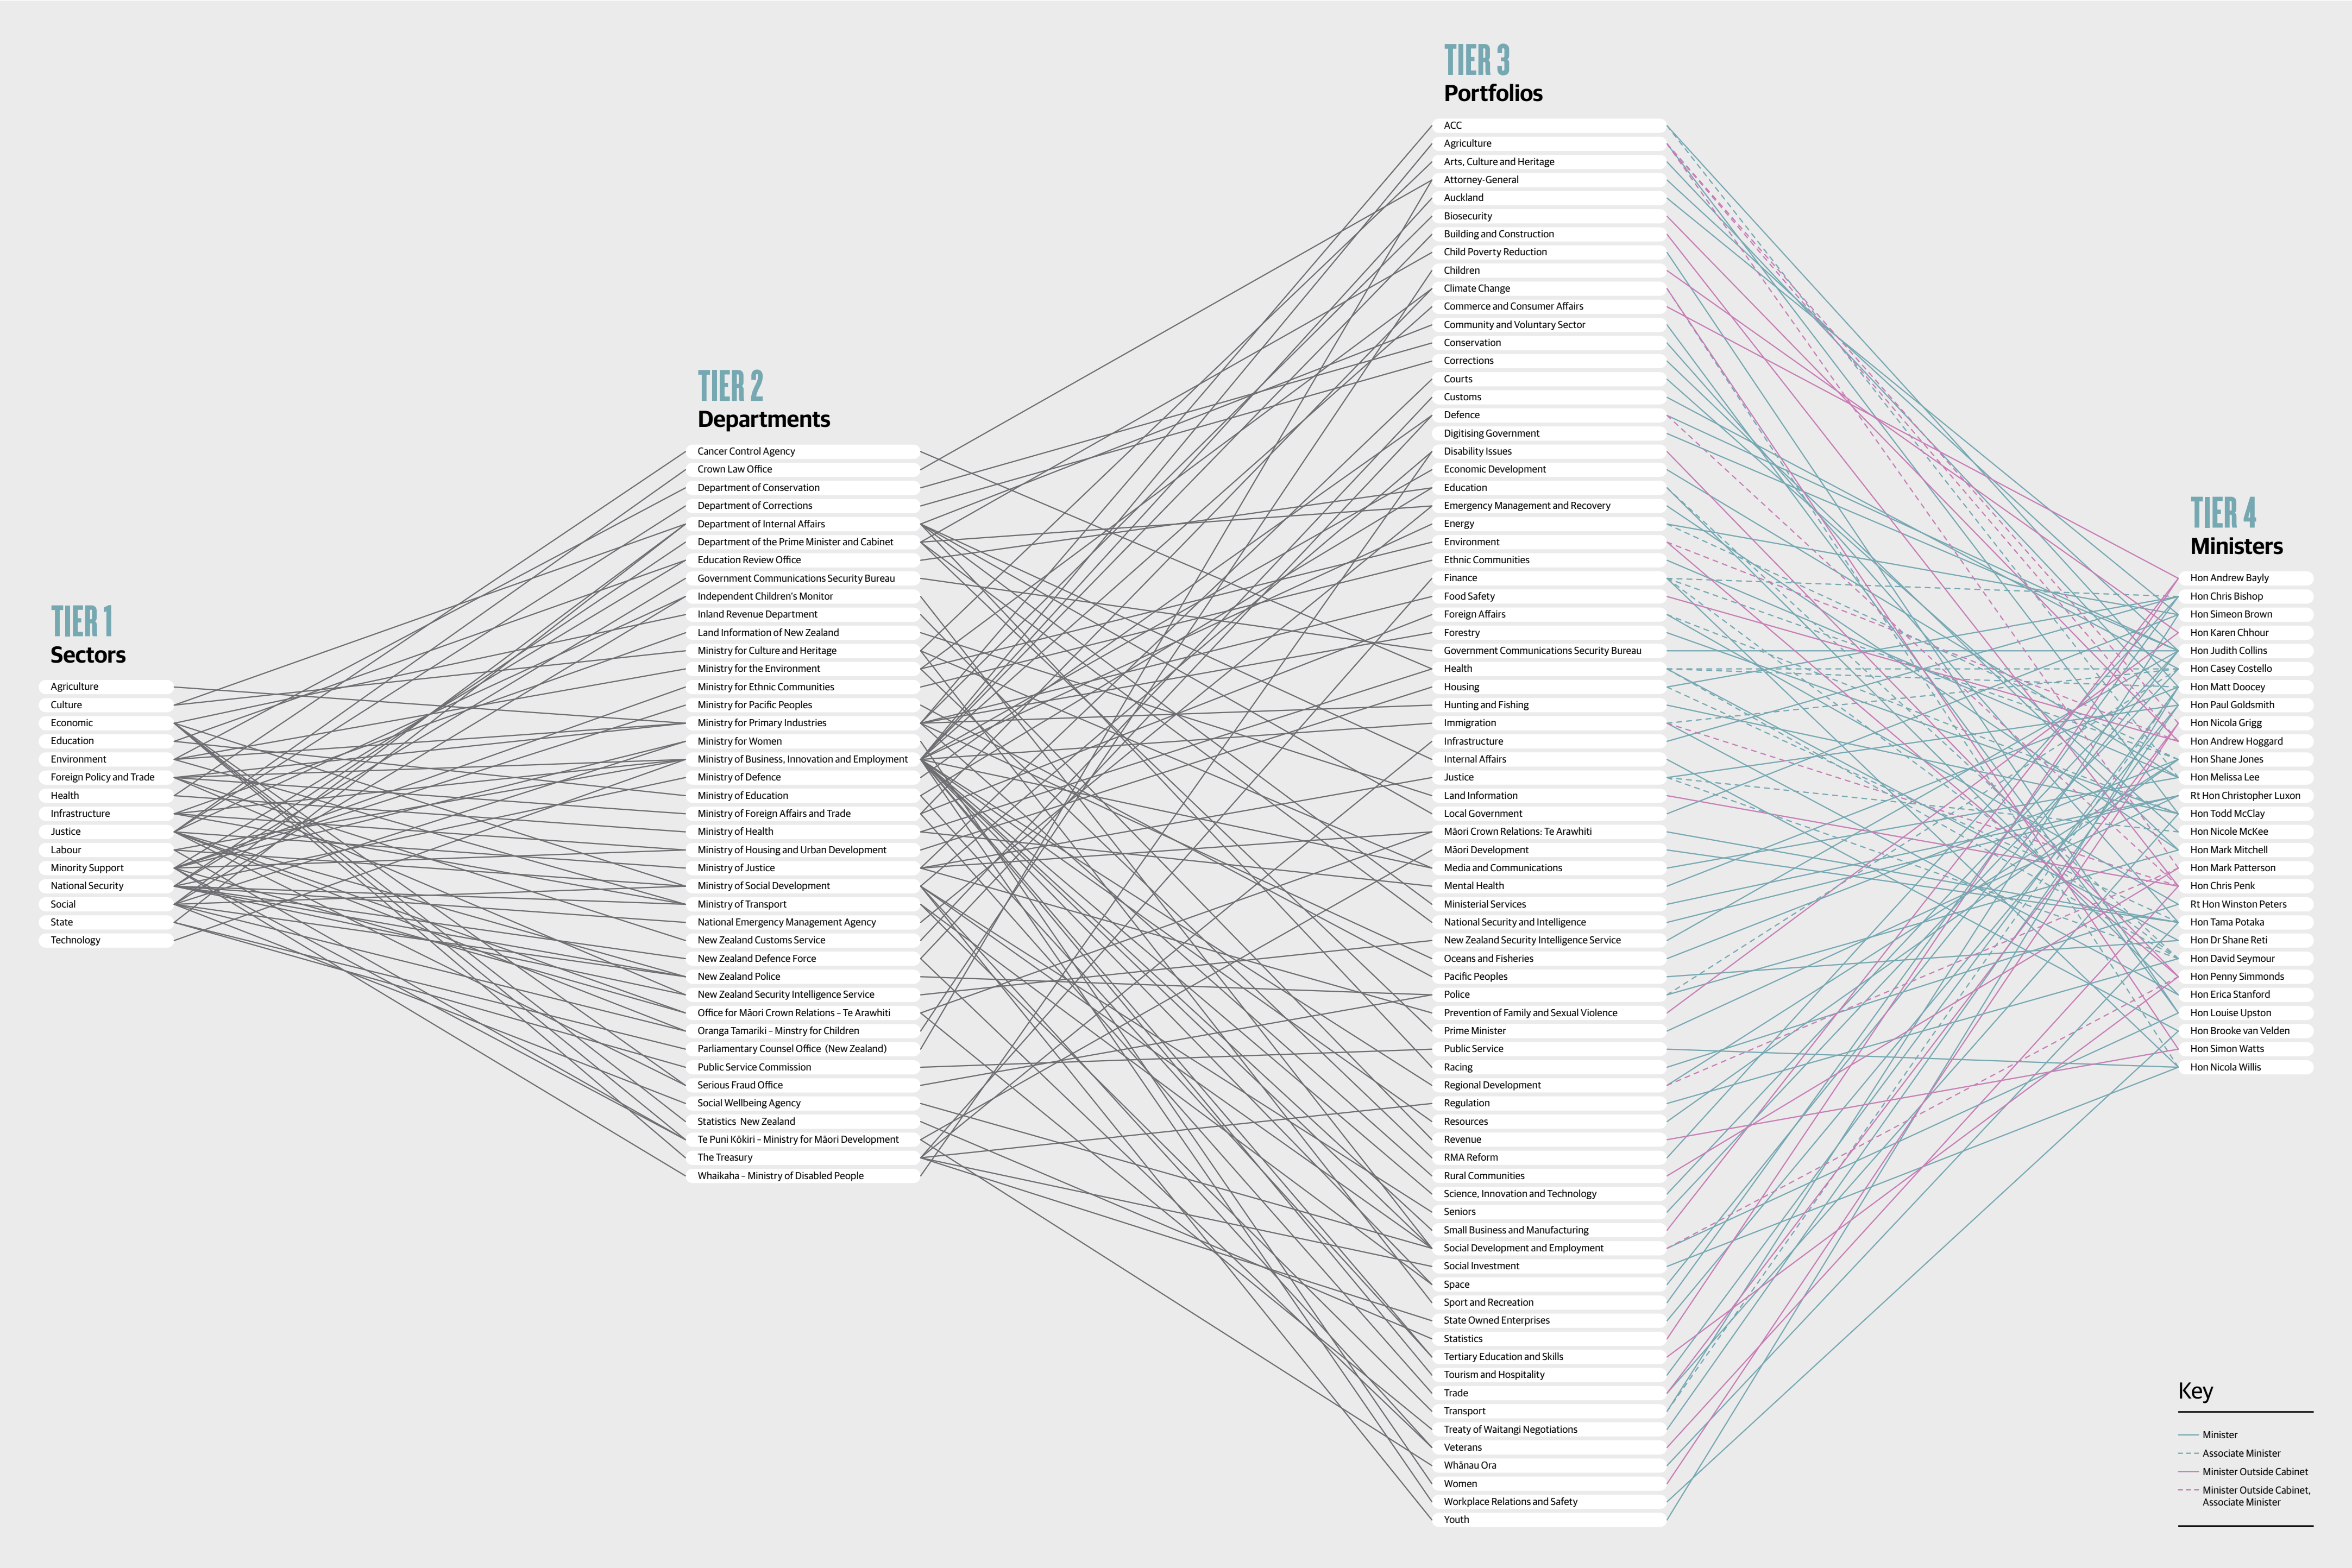 TIER 1
Sectors
Agriculture
Culture
Economic
Education
Environment
Foreign Policy and Trade
Health
Infrastructure
Justice
Labour
Minority Support
National Security
Social
State
Technology
TIER 2
Departments
Cancer Control Agency
Crown Law Office
Department of Conservation
Department of Corrections
Department of Internal Affairs
Department of the Prime Minister and Cabinet
Education Review Office
Government Communications Security Bureau
Independent Children's Monitor
Inland Revenue Department
Land Information of New Zealand
Ministry for Culture and Heritage
Ministry for the Environment
Ministry for Ethnic Communities
Ministry for Pacific Peoples
Ministry for Primary Industries
Ministry for Women
Ministry of Business, Innovation and Employment
Ministry of Defence
Ministry of Education
Ministry of Foreign Affairs and Trade
Ministry of Health
Ministry of Housing and Urban Development
Ministry of Justice
Ministry of Social Development
Ministry of Transport
National Emergency Management Agency
New Zealand Customs Service
New Zealand Defence Force
New Zealand Police
New Zealand Security Intelligence Service
Office for Māori Crown Relations – Te Arawhiti
Oranga Tamariki – Minstry for Children
Parliamentary Counsel Office (New Zealand)
Public Service Commission
Serious Fraud Office
Social Wellbeing Agency
Statistics New Zealand
Te Puni Kōkiri – Ministry for Māori Development
The Treasury
Whaikaha – Ministry of Disabled People
TIER 3
Portfolios
ACC
Agriculture
Arts, Culture and Heritage
Attorney-General
Auckland
Biosecurity
Building and Construction
Child Poverty Reduction
Children
Climate Change
Commerce and Consumer Affairs
Community and Voluntary Sector
Conservation
Corrections
Courts
Customs
Defence
Digitising Government
Disability Issues
Economic Development
Education
Emergency Management and Recovery
Energy
Environment
Ethnic Communities
Finance
Food Safety
Foreign Affairs
Forestry
Government Communications Security Bureau
Health
Housing
Hunting and Fishing
Immigration
Infrastructure
Internal Affairs
Justice
Land Information
Local Government
Māori Crown Relations: Te Arawhiti
Māori Development
Media and Communications
Mental Health
Ministerial Services
National Security and Intelligence
New Zealand Security Intelligence Service
Oceans and Fisheries
Pacific Peoples
Police
Prevention of Family and Sexual Violence
Prime Minister
Public Service
Racing
Regional Development
Regulation
Resources
Revenue
RMA Reform
Rural Communities
Science, Innovation and Technology
Seniors
Small Business and Manufacturing
Social Development and Employment
Social Investment
Space
Sport and Recreation
State Owned Enterprises
Statistics
Tertiary Education and Skills
Tourism and Hospitality
Trade
Transport
Treaty of Waitangi Negotiations
Veterans
Whānau Ora
Women
Workplace Relations and Safety
Youth
TIER 4
Ministers
Hon Andrew Bayly
Hon Chris Bishop
Hon Simeon Brown
Hon Karen Chhour
Hon Judith Collins
Hon Casey Costello
Hon Matt Doocey
Hon Paul Goldsmith
Hon Nicola Grigg
Hon Andrew Hoggard
Hon Shane Jones
Hon Melissa Lee
Rt Hon Christopher Luxon
Hon Todd McClay
Hon Nicole McKee
Hon Mark Mitchell
Hon Mark Patterson
Hon Chris Penk
Rt Hon Winston Peters
Hon Tama Potaka
Hon Dr Shane Reti
Hon David Seymour
Hon Penny Simmonds
Hon Erica Stanford
Hon Louise Upston
Hon Brooke van Velden
Hon Simon Watts
Hon Nicola Willis
Key
Minister
Associate Minister
Minister Outside Cabinet
Minister Outside Cabinet,
Associate Minister